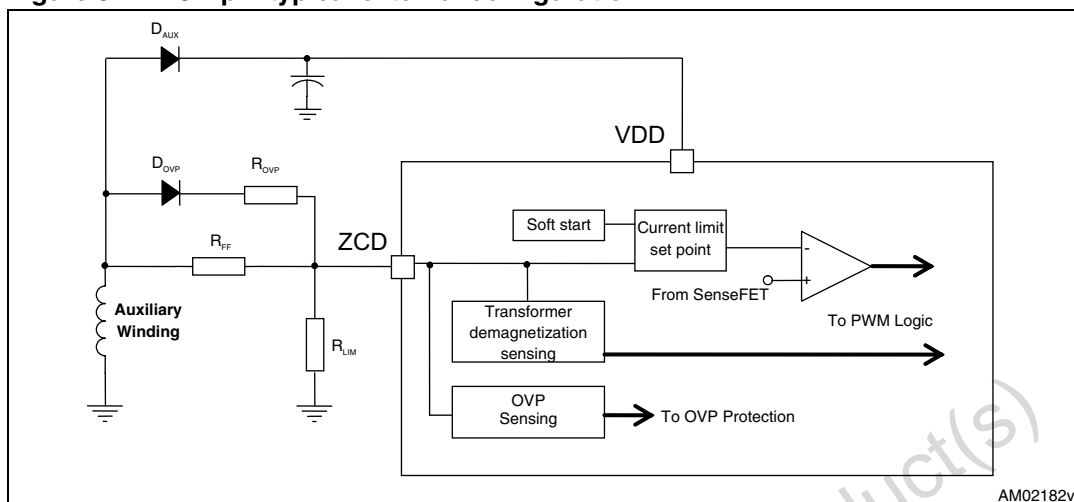 D_AUX
VDD
D_OVP
R_OVP
Soft start
Current limit
set point
ZCD
R_FF
-
+
From SenseFET
To PWM Logic
Auxiliary
Winding
Transformer
demagnetization
sensing
R_LIM
OVP
Sensing
To OVP Protection
duct(s)
AM02182v